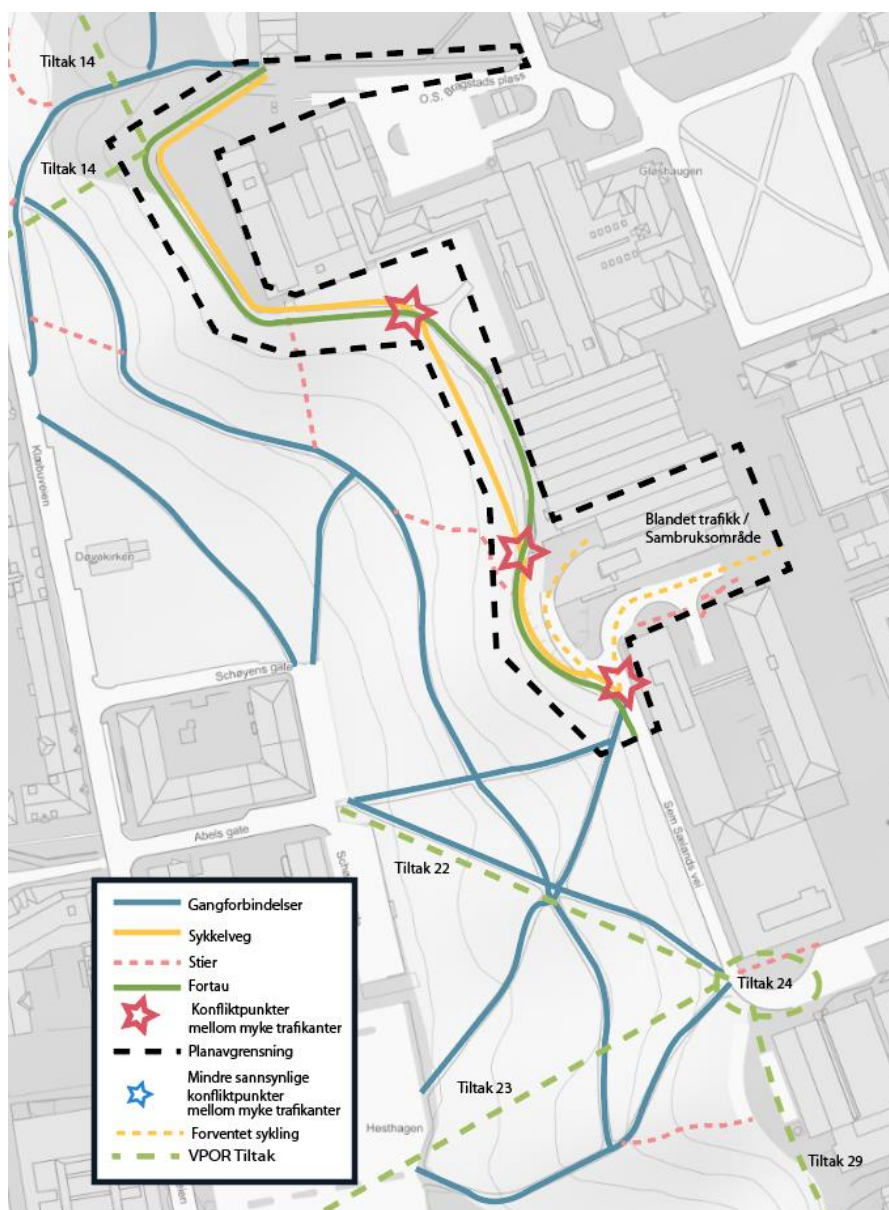 Tiltak 14
O.S. Bragstads plass
Tiltak 14
Gløshaugen
Klæbuveien
Blandet trafikk /
Sambruksområde
Døvekirken
Schøyens gate
Abels gate
Sem Sælands vei
Tiltak 22
Gangforbindelser
Sykkelveg
Stier
Fortau
Konfliktpunkter
mellom myke trafikanter
Planavgrensning
Mindre sannsynlige
konfliktpunkter
mellom myke trafikanter
Forventet sykling
VPOR Tiltak
Tiltak 24
Tiltak 23
Hesthagen
Tiltak 29